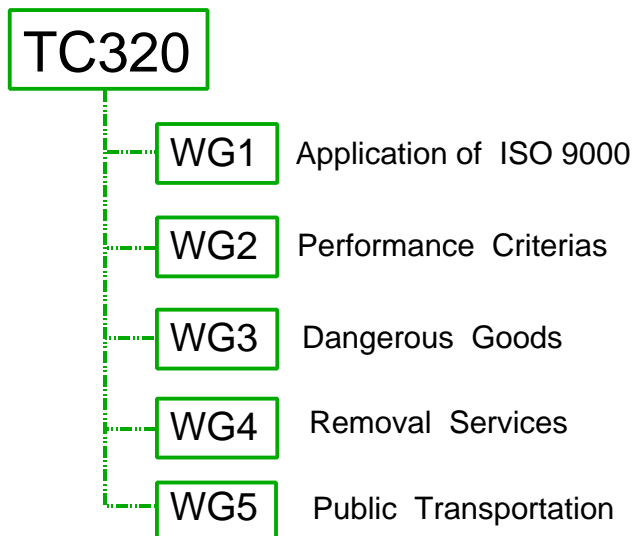 TC320
WG1 Application of ISO 9000
WG2 Performance Criterias
WG3 Dangerous Goods
WG4 Removal Services
WG5 Public Transportation